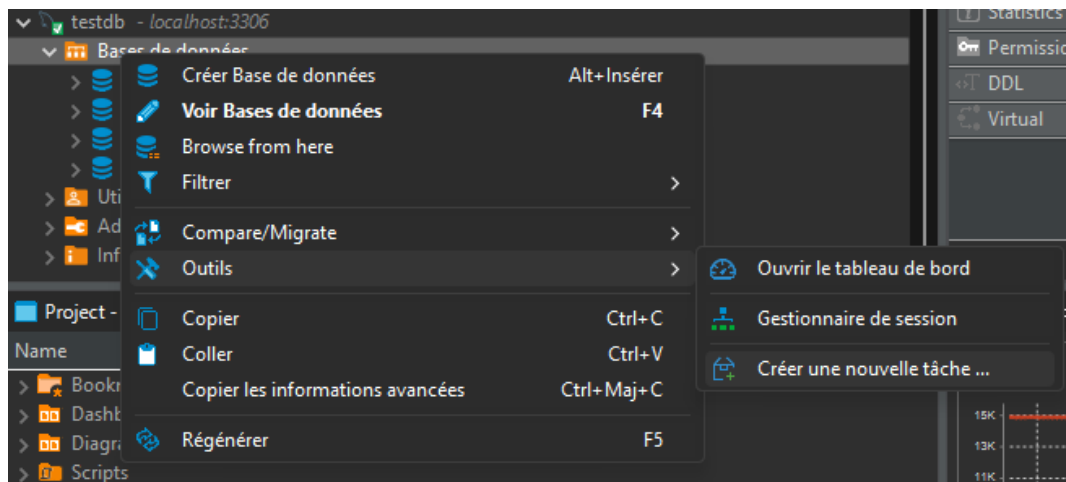 testdb - localhost:3306
Bases de données
Créer Base de données Alt+Insérer
Voir Bases de données F4
Browse from here
Filtrer
Compare/Migrate
Outils
Copier Ctrl+C
Coller Ctrl+V
Copier les informations avancées Ctrl+Maj+C
Régénérer F5
Ouvrir le tableau de bord
Gestionnaire de session
Créer une nouvelle tâche ...
Uti
Ad
Inf
Project -
Name
Bookr
Dashb
Diagra
Scripts
Statistics
Permissio
DDL
Virtual
15K
13K
11K